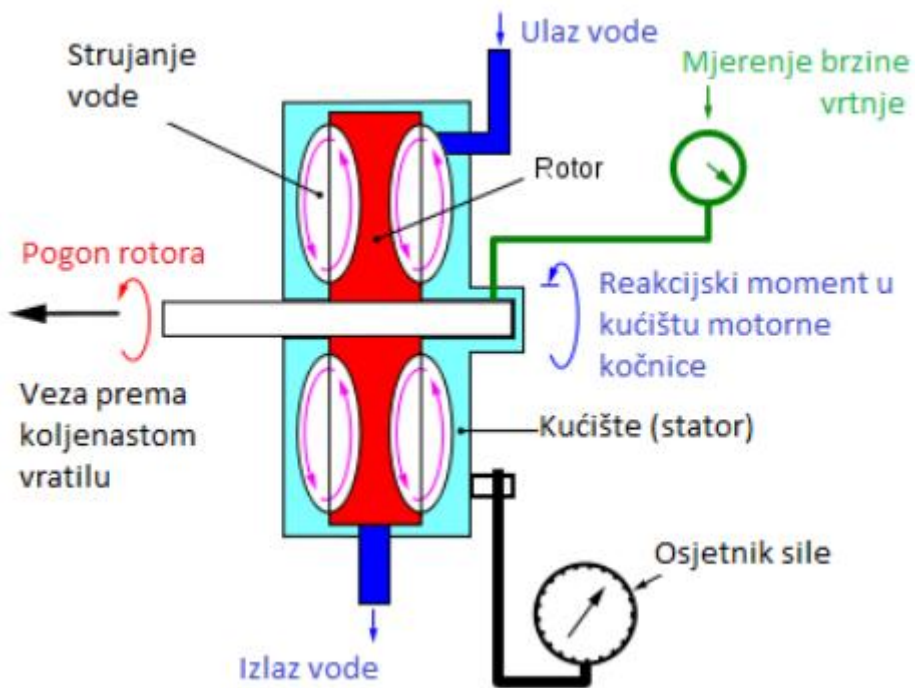 Strujanje
vode
Ulaz vode
Mjerenje brzine
vrtnje
Rotor
Pogon rotora
Reakcijski moment u
kućištu motorne
kočnice
Veza prema
koljenastom
vratilu
Kućište (stator)
Osjetnik sile
Izlaz vode